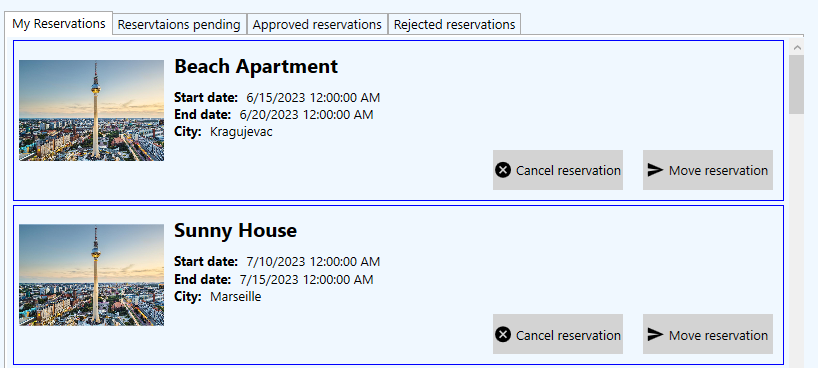 My Reservations Reservtaions pending Approved reservations Rejected reservations
Beach Apartment
Start date: 6/15/2023 12:00:00 AM
End date: 6/20/2023 12:00:00 AM
City: Kragujevac
Cancel reservation Move reservation
Sunny House
Start date: 7/10/2023 12:00:00 AM
End date: 7/15/2023 12:00:00 AM
City: Marseille
Cancel reservation Move reservation